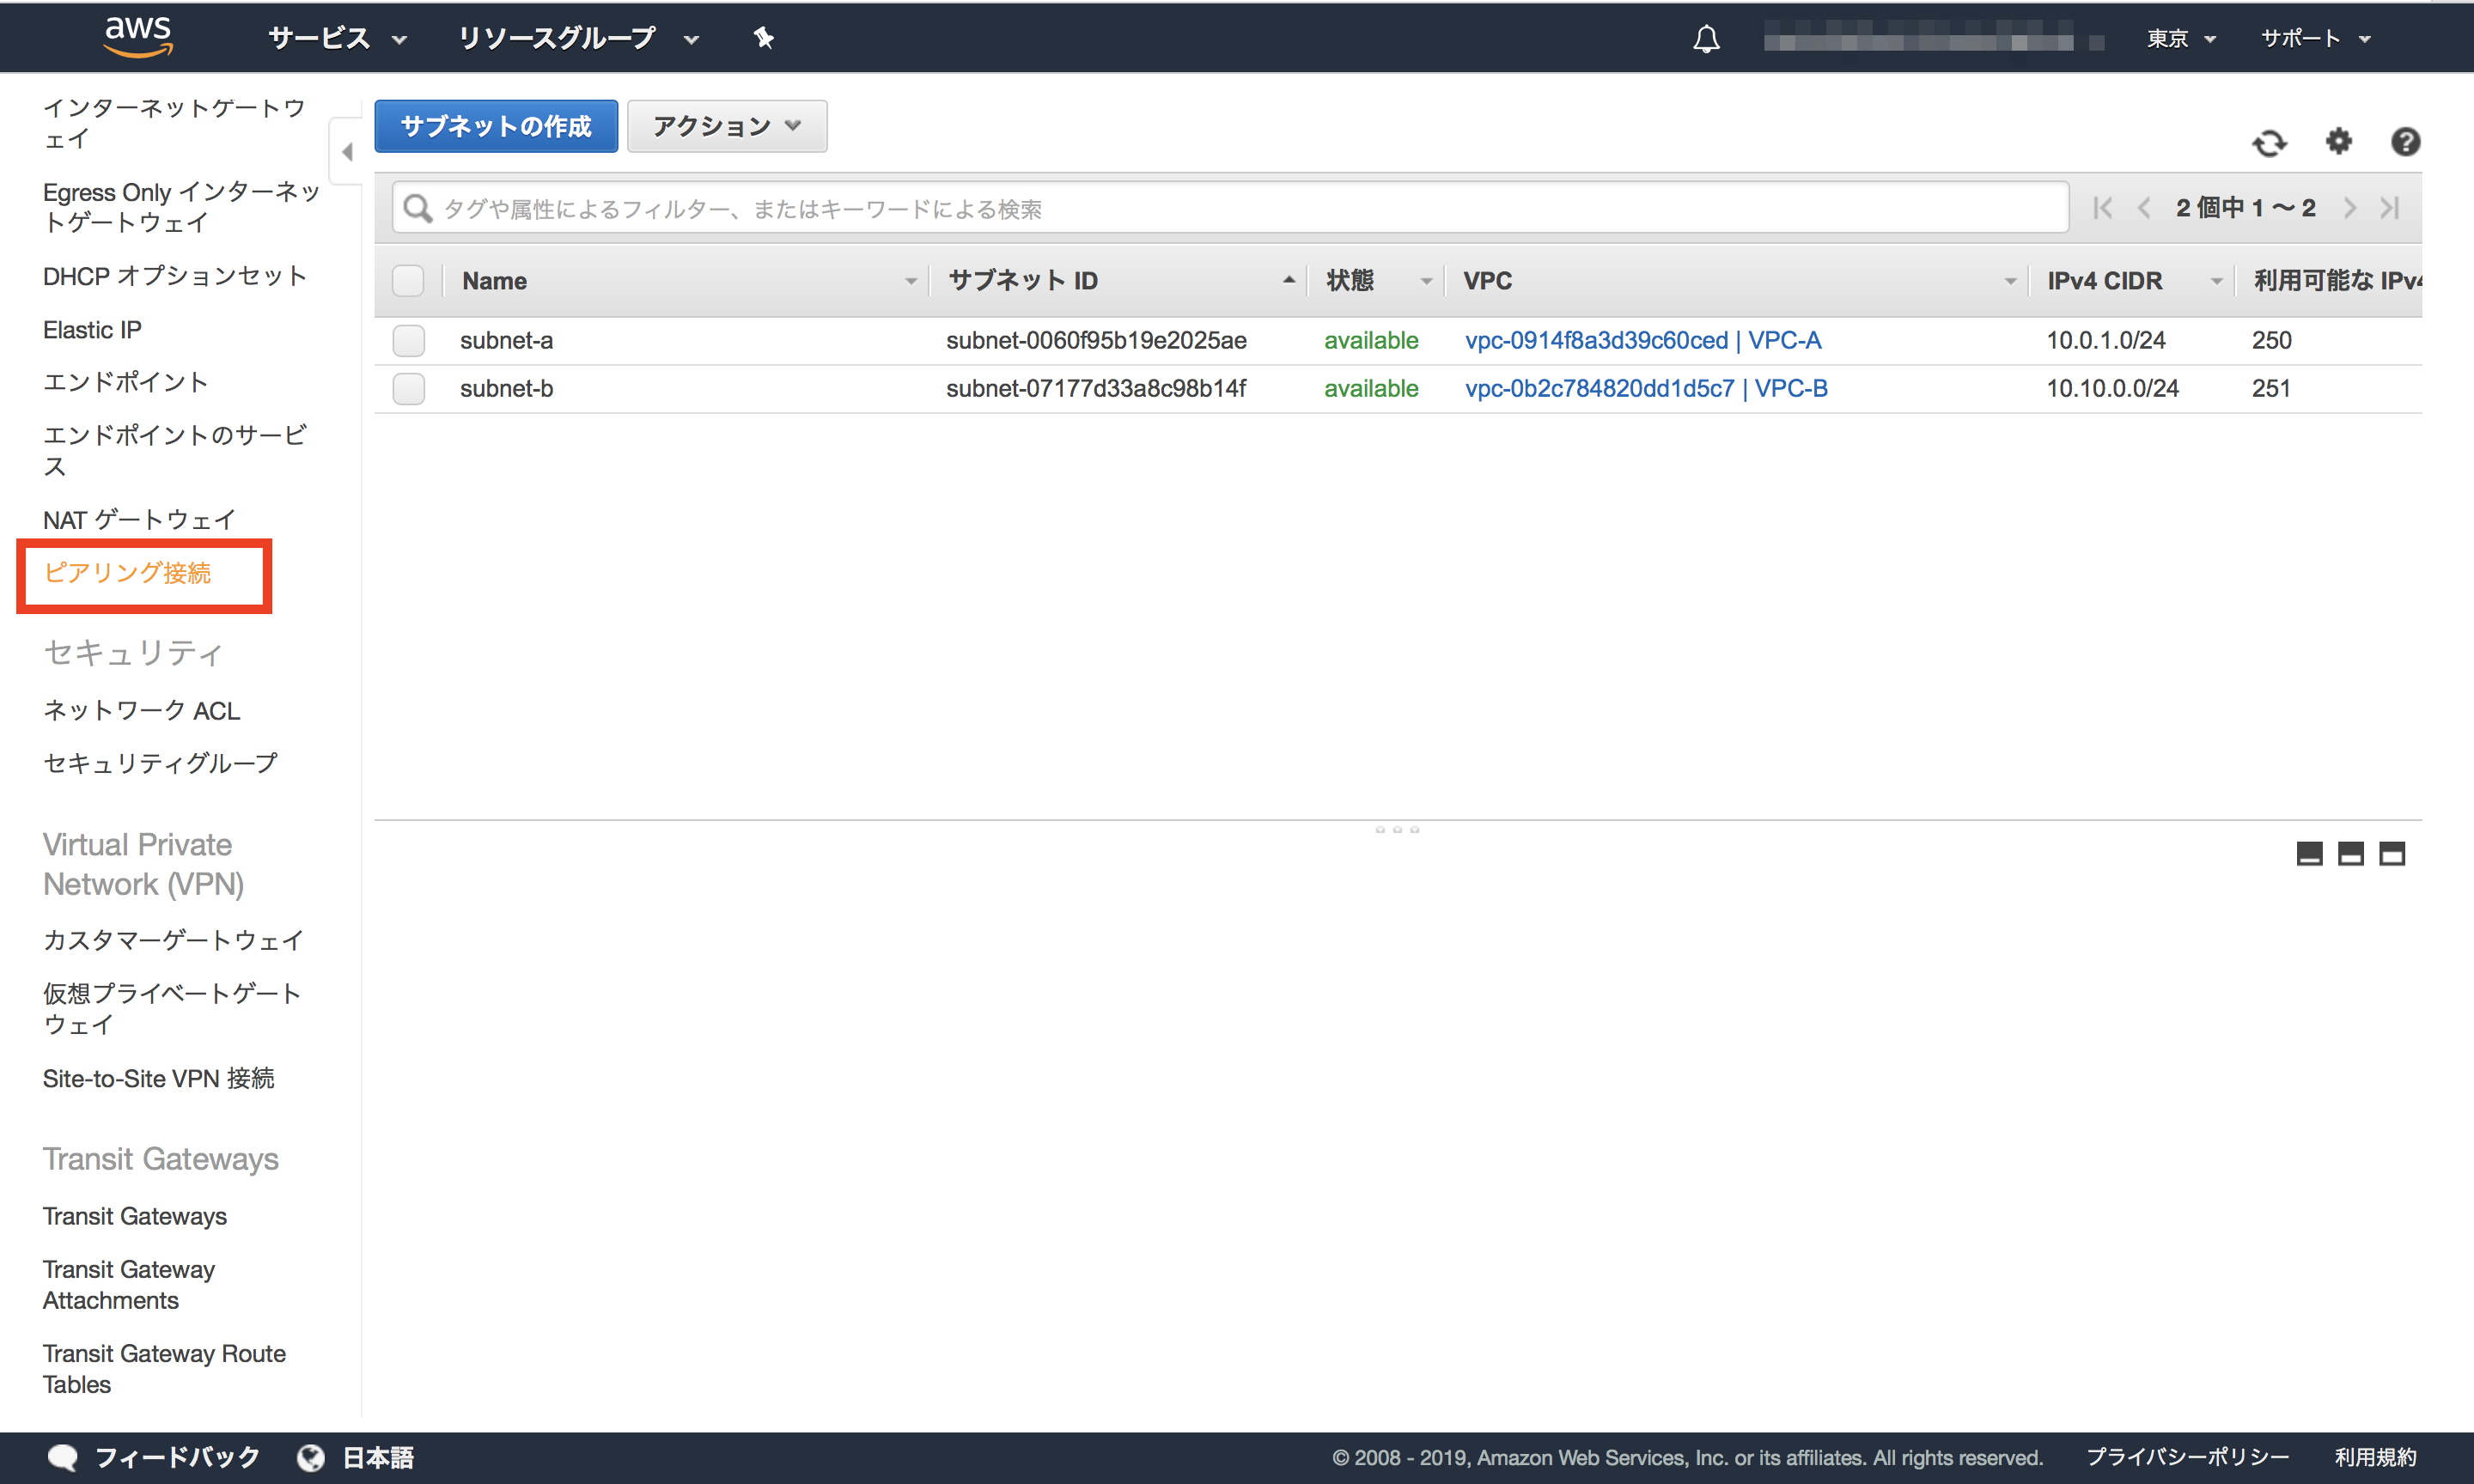 aws サービス リソースグループ 東京 サポート
インターネットゲートウ
ェイ
Egress Only インターネッ
トゲートウェイ
DHCP オプションセット
Elastic IP
エンドポイント
エンドポイントのサービ
ス
NAT ゲートウェイ
ピアリング接続
セキュリティ
ネットワーク ACL
セキュリティグループ
Virtual Private
Network (VPN)
カスタマーゲートウェイ
仮想プライベートゲート
ウェイ
Site-to-Site VPN 接続
Transit Gateways
Transit Gateways
Transit Gateway
Attachments
Transit Gateway Route
Tables
サブネットの作成 アクション
タグや属性によるフィルター、またはキーワードによる検索 2 個中 1 〜 2
Name サブネット ID 状態 VPC IPv4 CIDR 利用可能な IPv4
subnet-a subnet-0060f95b19e2025ae available vpc-0914f8a3d39c60ced | VPC-A 10.0.1.0/24 250
subnet-b subnet-07177d33a8c98b14f available vpc-0b2c784820dd1d5c7 | VPC-B 10.10.0.0/24 251
フィードバック 日本語 © 2008 - 2019, Amazon Web Services, Inc. or its affiliates. All rights reserved. プライバシーポリシー 利用規約